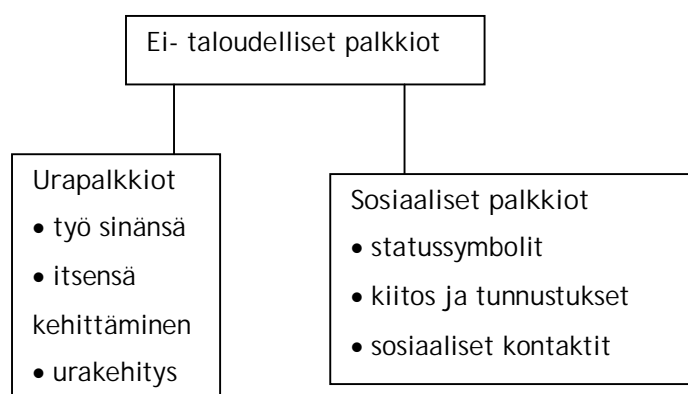 Ei- taloudelliset palkkiot
Urapalkkiot
• työ sinänsä
• itsensä
kehittäminen
• urakehitys
Sosiaaliset palkkiot
• statussymbolit
• kiitos ja tunnustukset
• sosiaaliset kontaktit